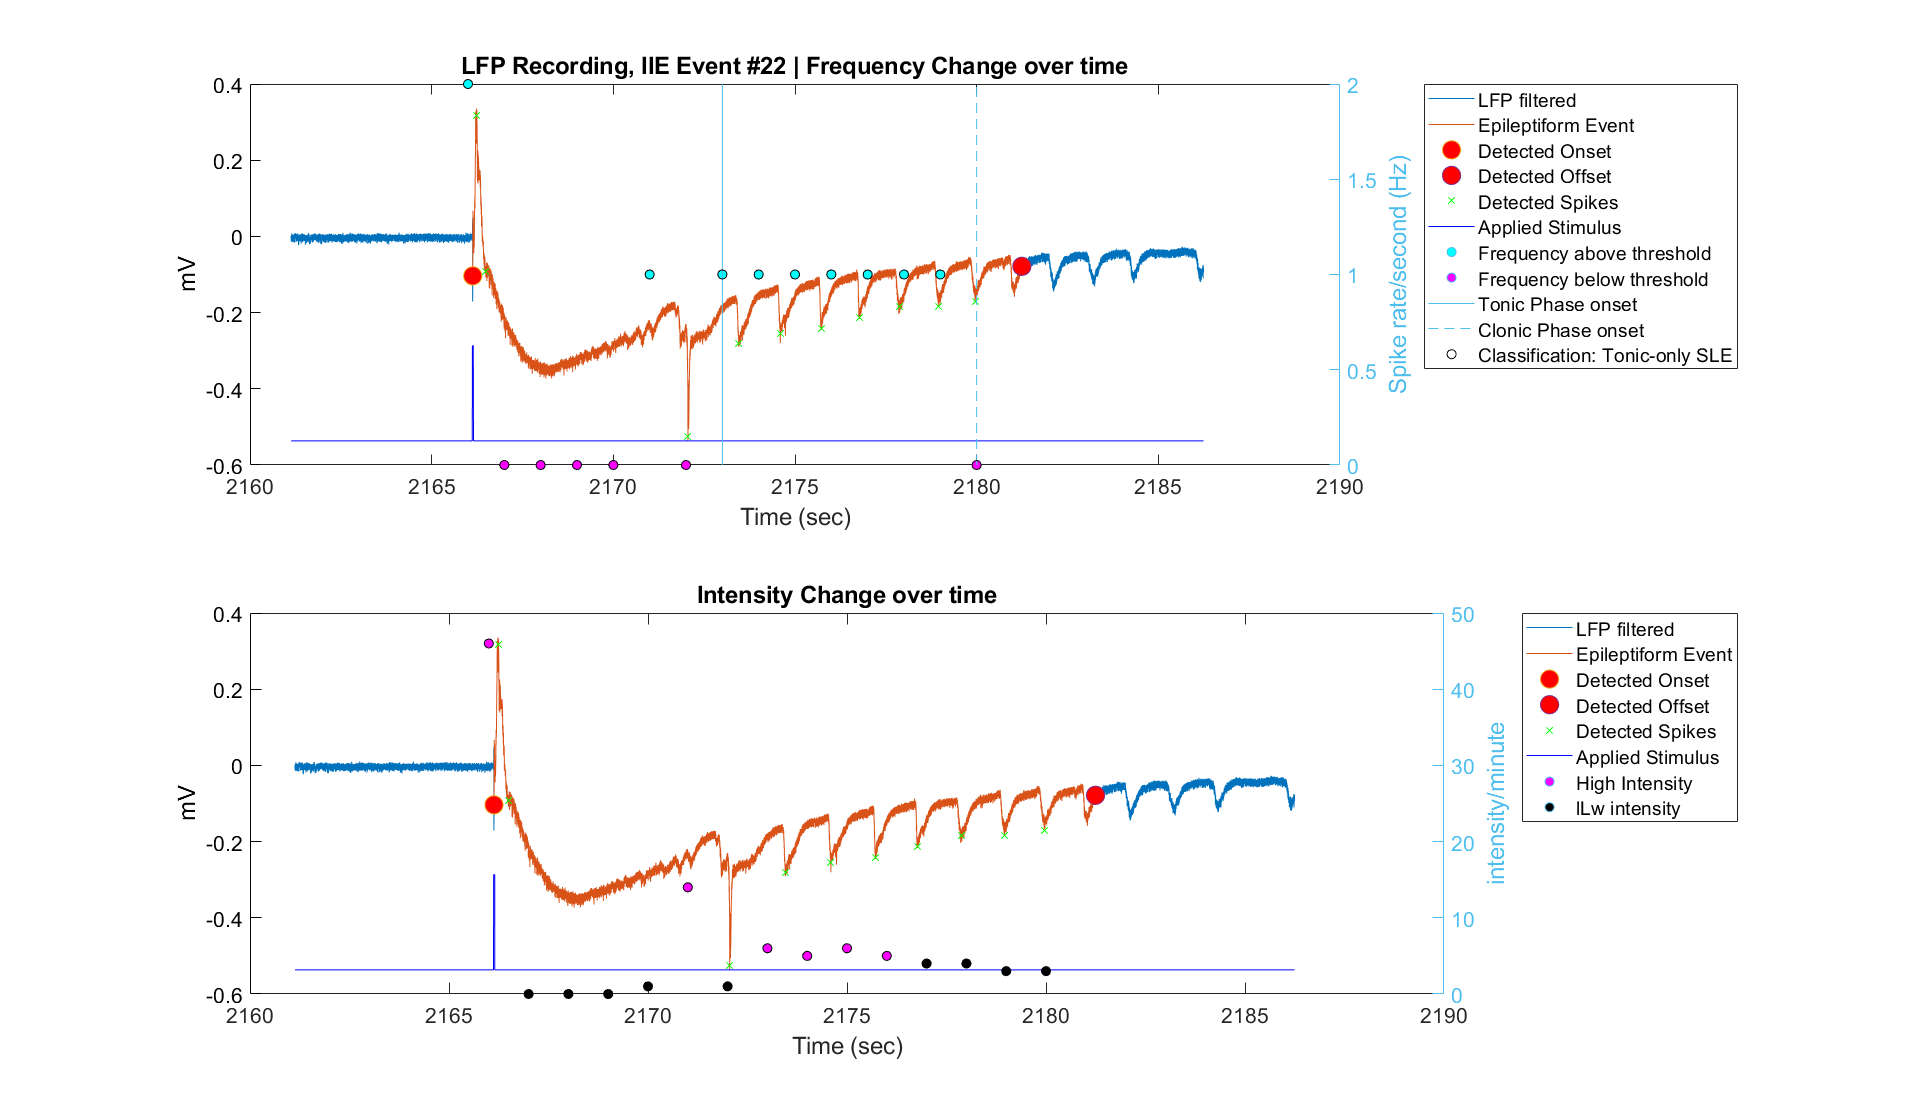 LFP Recording, IIE Event #22 | Frequency Change over time
0.4
0.2
0
-0.2
-0.4
-0.6
mV
2160
2165
2170
2175
2180
2185
2190
Time (sec)
2
1.5
1
0.5
0
Spike rate/second (Hz)
LFP filtered
Epileptiform Event
Detected Onset
Detected Offset
Detected Spikes
Applied Stimulus
Frequency above threshold
Frequency below threshold
Tonic Phase onset
Clonic Phase onset
Classification: Tonic-only SLE
Intensity Change over time
0.4
0.2
0
-0.2
-0.4
-0.6
mV
2160
2165
2170
2175
2180
2185
2190
Time (sec)
50
40
30
20
10
0
intensity/minute
LFP filtered
Epileptiform Event
Detected Onset
Detected Offset
Detected Spikes
Applied Stimulus
High Intensity
lLw intensity